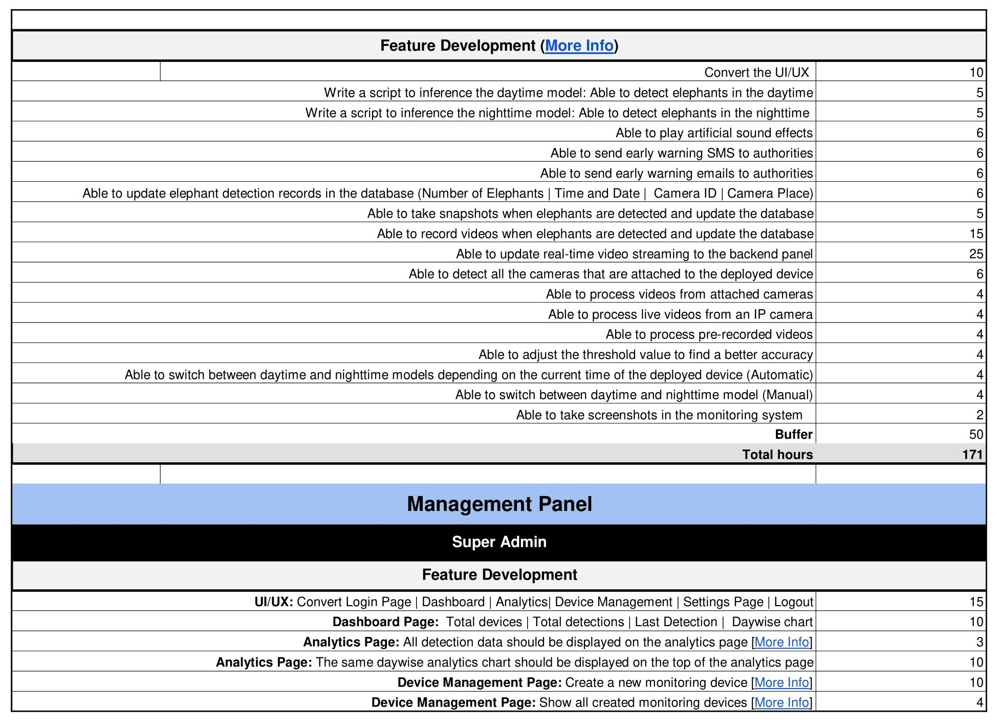 Feature Development (More Info)
Convert the UI/UX 10
Write a script to inference the daytime model: Able to detect elephants in the daytime 5
Write a script to inference the nighttime model: Able to detect elephants in the nighttime 5
Able to play artificial sound effects 6
Able to send early warning SMS to authorities 6
Able to send early warning emails to authorities 6
Able to update elephant detection records in the database (Number of Elephants | Time and Date | Camera ID | Camera Place) 6
Able to take snapshots when elephants are detected and update the database 5
Able to record videos when elephants are detected and update the database 15
Able to update real-time video streaming to the backend panel 25
Able to detect all the cameras that are attached to the deployed device 6
Able to process videos from attached cameras 4
Able to process live videos from an IP camera 4
Able to process pre-recorded videos 4
Able to adjust the threshold value to find a better accuracy 4
Able to switch between daytime and nighttime models depending on the current time of the deployed device (Automatic) 4
Able to switch between daytime and nighttime model (Manual) 4
Able to take screenshots in the monitoring system 2
Buffer 50
Total hours 171
Management Panel
Super Admin
Feature Development
UI/UX: Convert Login Page | Dashboard | Analytics| Device Management | Settings Page | Logout 15
Dashboard Page: Total devices | Total detections | Last Detection | Daywise chart 10
Analytics Page: All detection data should be displayed on the analytics page [More Info] 3
Analytics Page: The same daywise analytics chart should be displayed on the top of the analytics page 10
Device Management Page: Create a new monitoring device [More Info] 10
Device Management Page: Show all created monitoring devices [More Info] 4